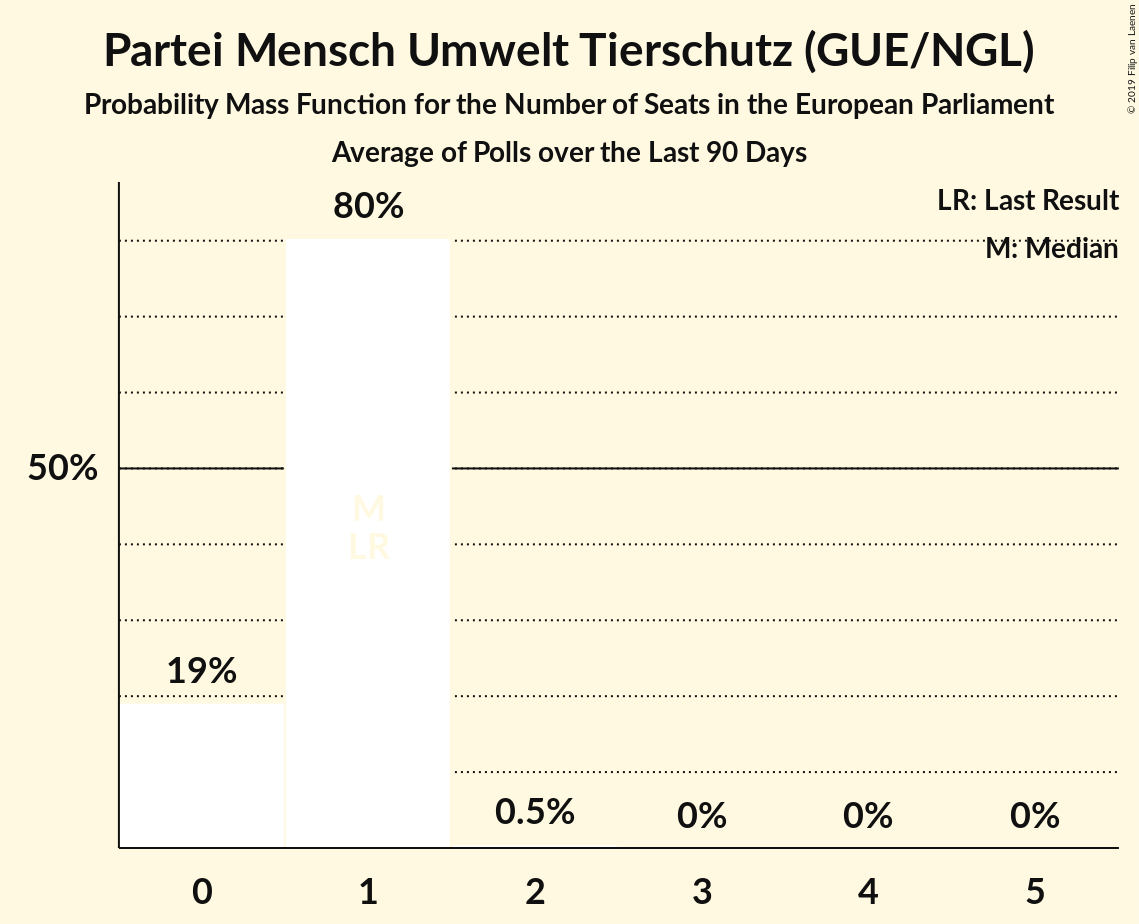 Partei Mensch Umwelt Tierschutz (GUE/NGL)
Probability Mass Function for the Number of Seats in the European Parliament
Average of Polls over the Last 90 Days
© 2019 Filip van Laenen
LR: Last Result
M: Median
80%
50%
M
LR
19%
0.5%
0%
0%
0%
0
1
2
3
4
5